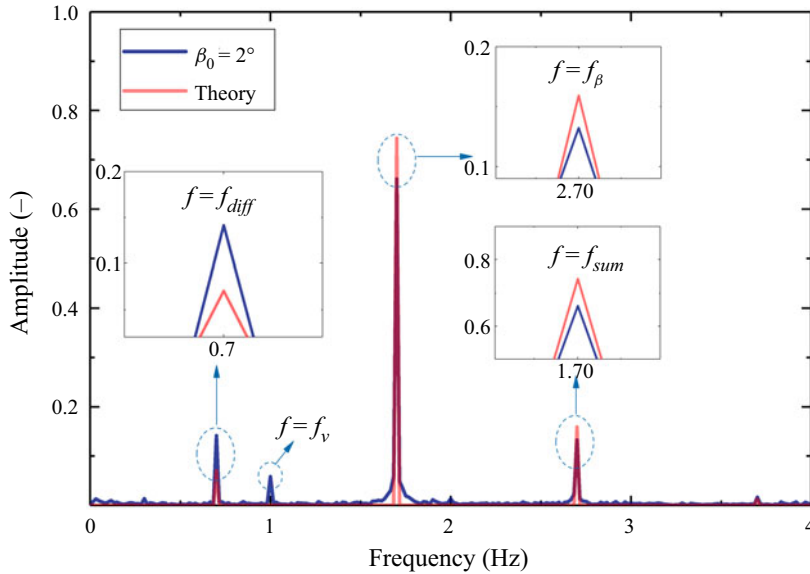 1.0
0.8
0.6
0.4
0.2
0
1
2
3
4
Amplitude (–)
Frequency (Hz)
β0 = 2°
Theory
0.2
0.1
f = fdiff
0.7
f = fv
0.2
0.1
f = fβ
2.70
0.8
0.6
f = fsum
1.70